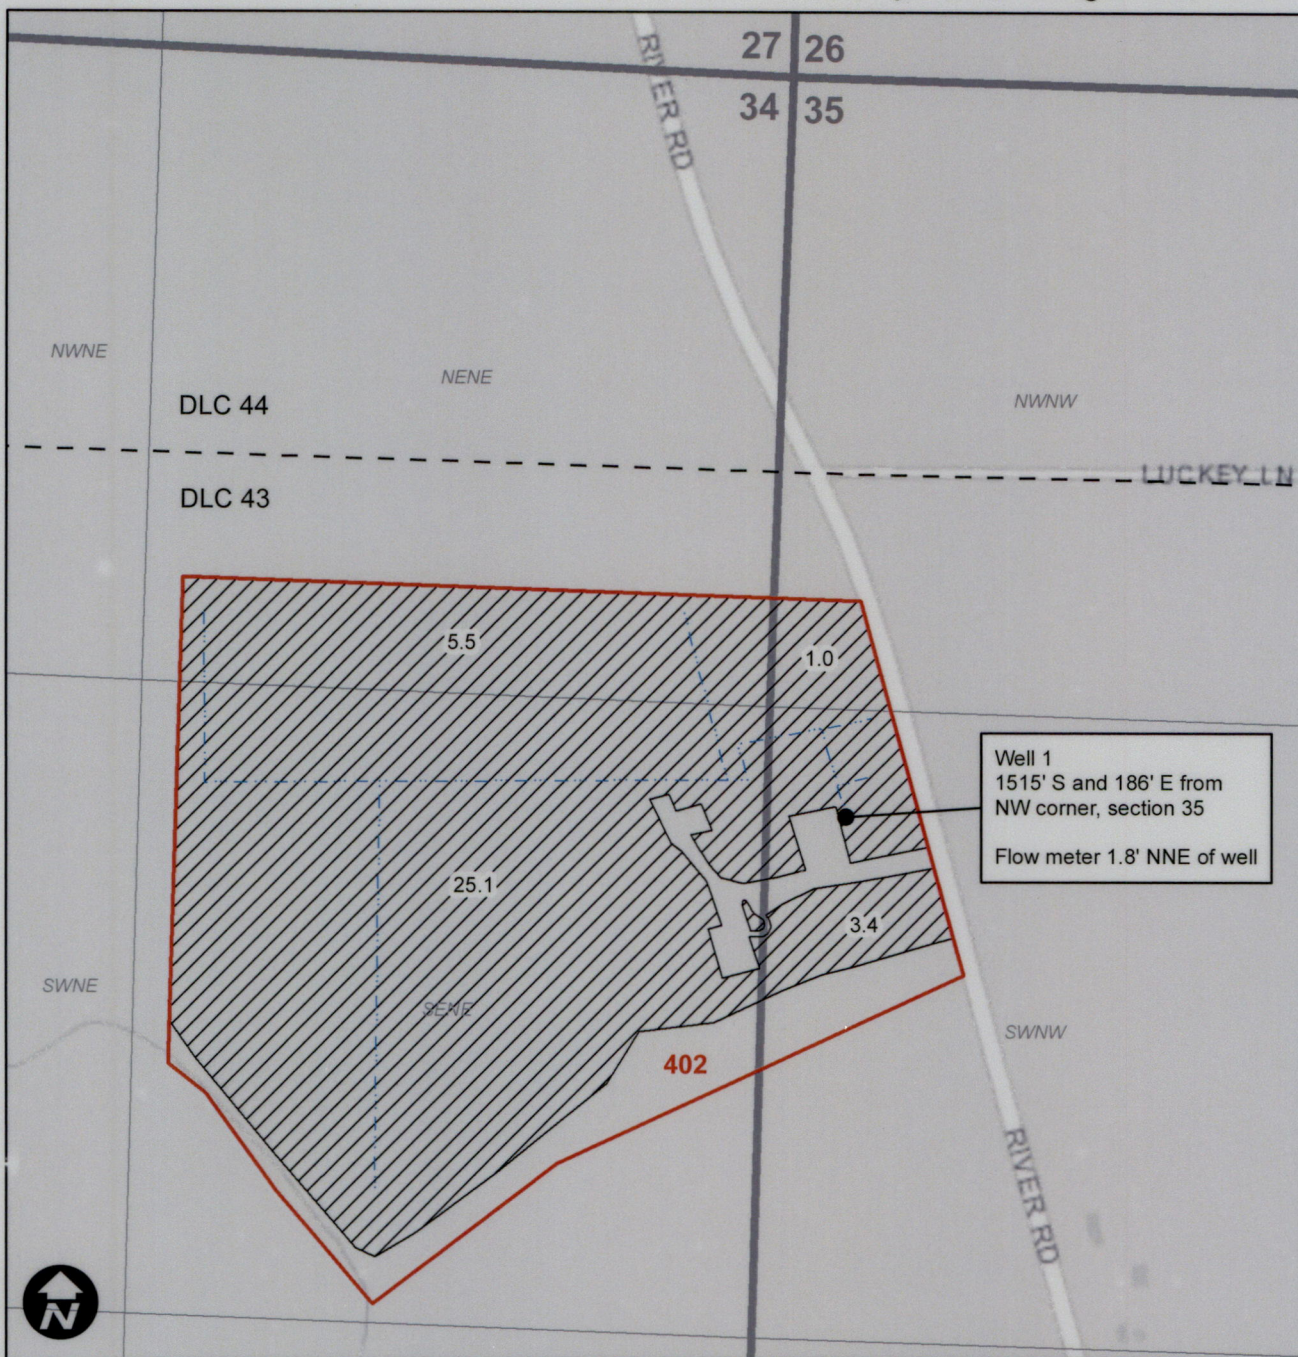 27 26
34 35
RIVER RD
NWNE
NENE
NWNW
DLC 44
LUCKEY LN
DLC 43
5.5
1.0
Well 1
1515' S and 186' E from
NW corner, section 35
Flow meter 1.8' NNE of well
25.1
3.4
SWNE
SENE
SWNW
402
RIVER RD
N